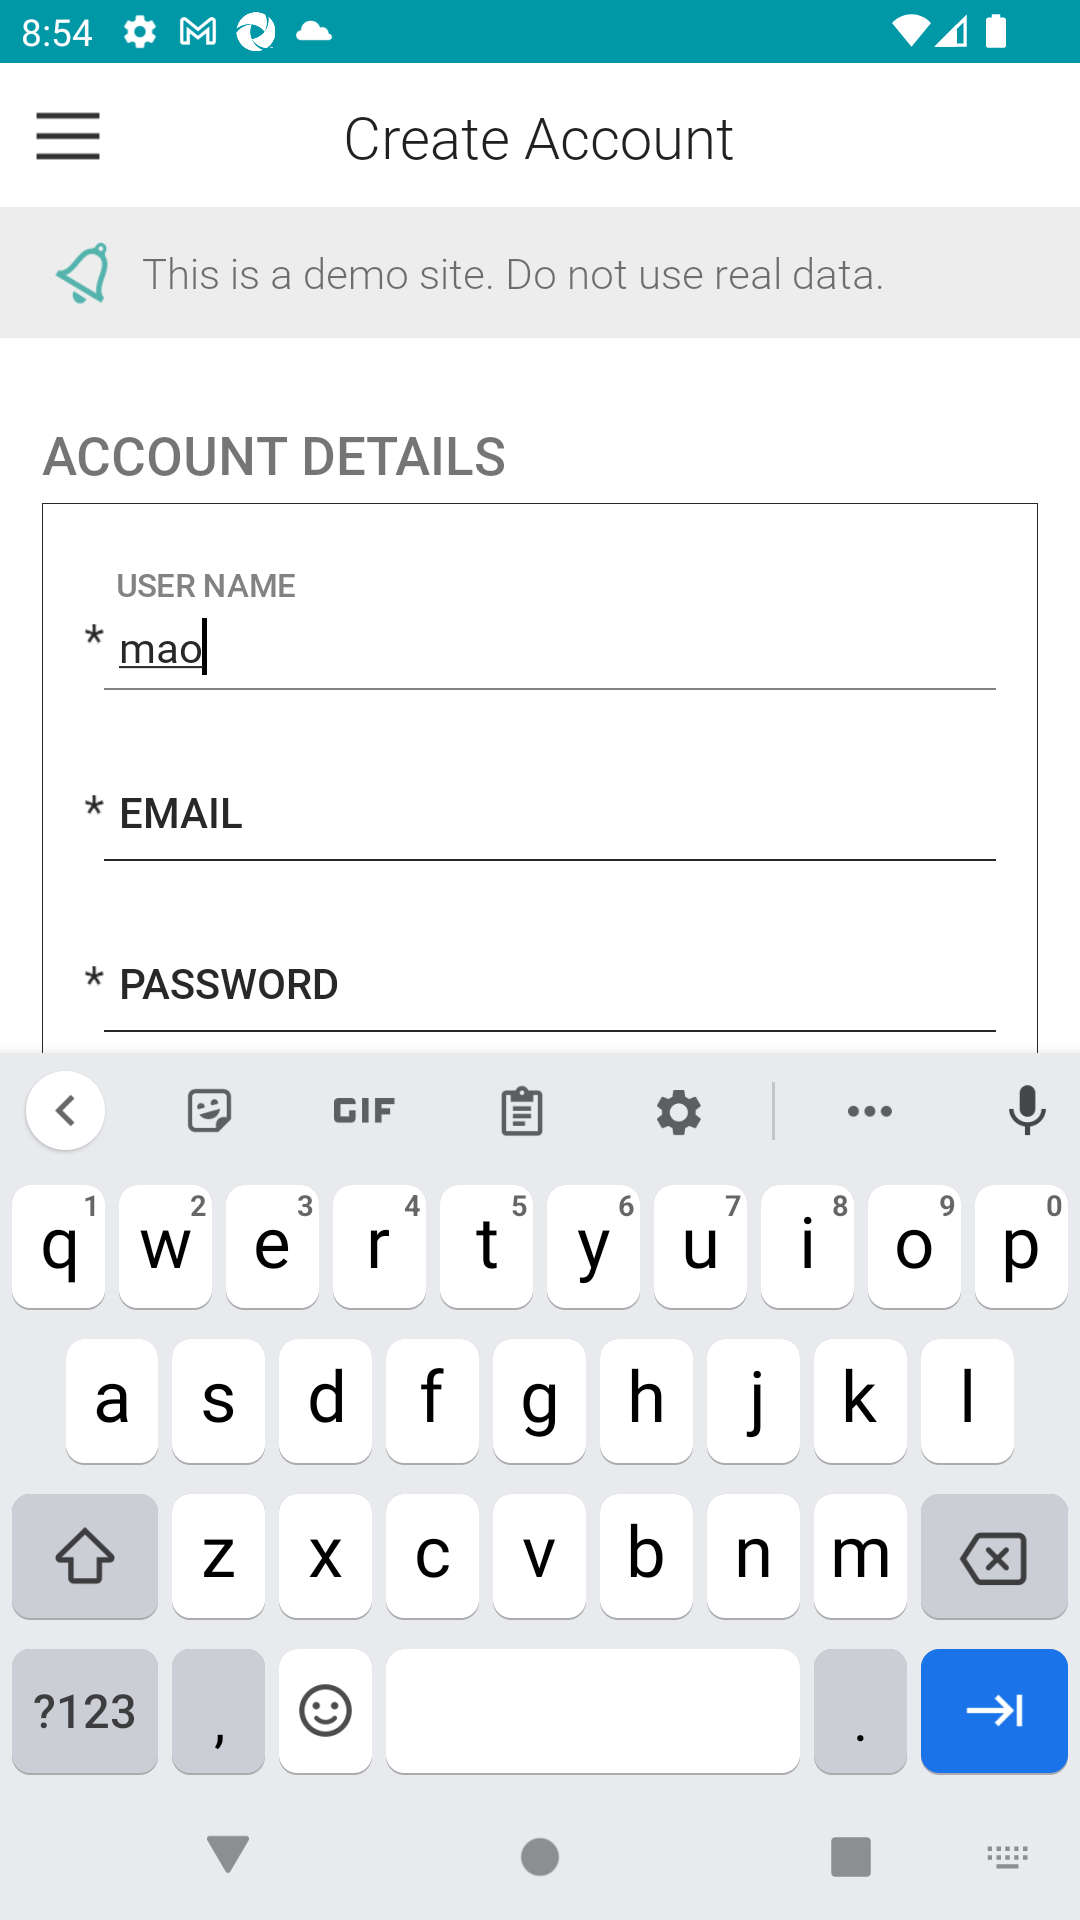 8:54
Create Account
This is a demo site. Do not use real data.
ACCOUNT DETAILS
USER NAME
* mao
* EMAIL
* PASSWORD
GIF
1 2 3 4 5 6 7 8 9 0
q w e r t y u i o p
a s d f g h j k l
z x c v b n m
?123 , .